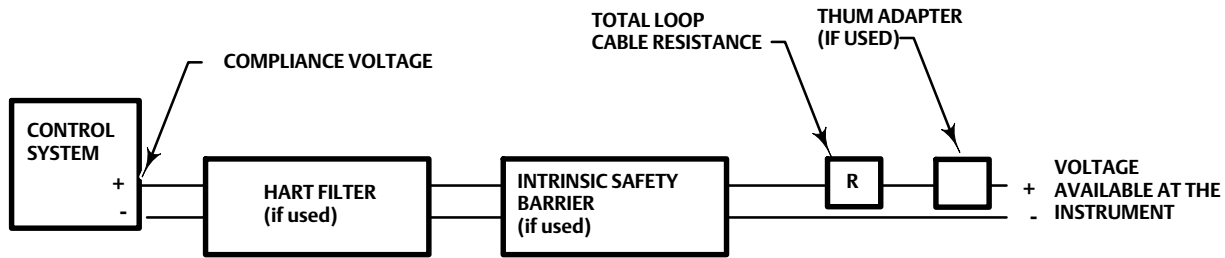 TOTAL LOOP
CABLE RESISTANCE
THUM ADAPTER
(IF USED)
COMPLIANCE VOLTAGE
CONTROL
SYSTEM
+
-
HART FILTER
(if used)
INTRINSIC SAFETY
BARRIER
(if used)
R
+
-
VOLTAGE
AVAILABLE AT THE
INSTRUMENT